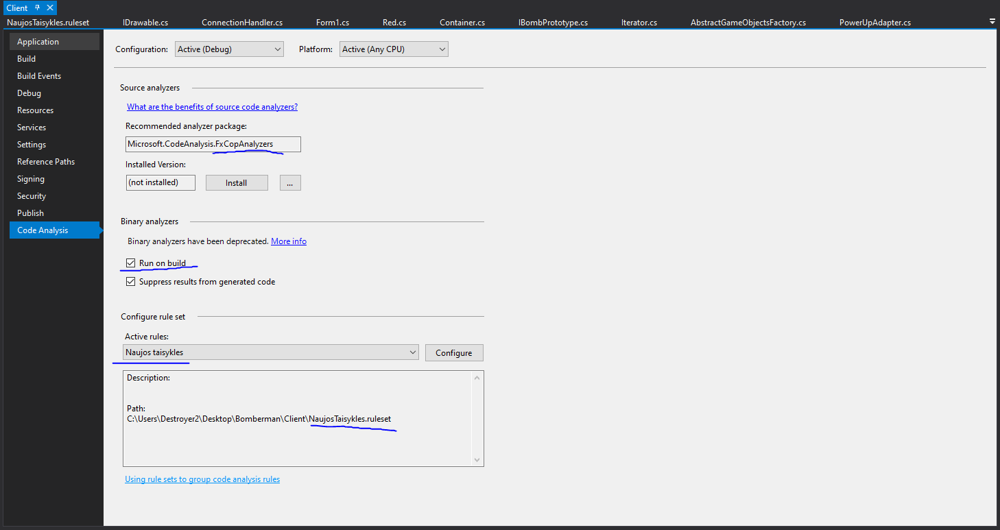 Client
NaujosTaisykles.ruleset IDrawable.cs ConnectionHandler.cs Form1.cs Red.cs Container.cs IBombPrototype.cs Iterator.cs AbstractGameObjectsFactory.cs PowerUpAdapter.cs
Application
Build
Build Events
Debug
Resources
Services
Settings
Reference Paths
Signing
Security
Publish
Code Analysis
Configuration: Active (Debug) Platform: Active (Any CPU)
Source analyzers
What are the benefits of source code analyzers?
Recommended analyzer package:
Microsoft.CodeAnalysis.FxCopAnalyzers
Installed Version:
(not installed) Install ...
Binary analyzers
Binary analyzers have been deprecated. More info
Run on build
Suppress results from generated code
Configure rule set
Active rules:
Naujos taisykles Configure
Description:
Path:
C:\Users\Destroyer2\Desktop\Bomberman\Client\NaujosTaisykles.ruleset
Using rule sets to group code analysis rules